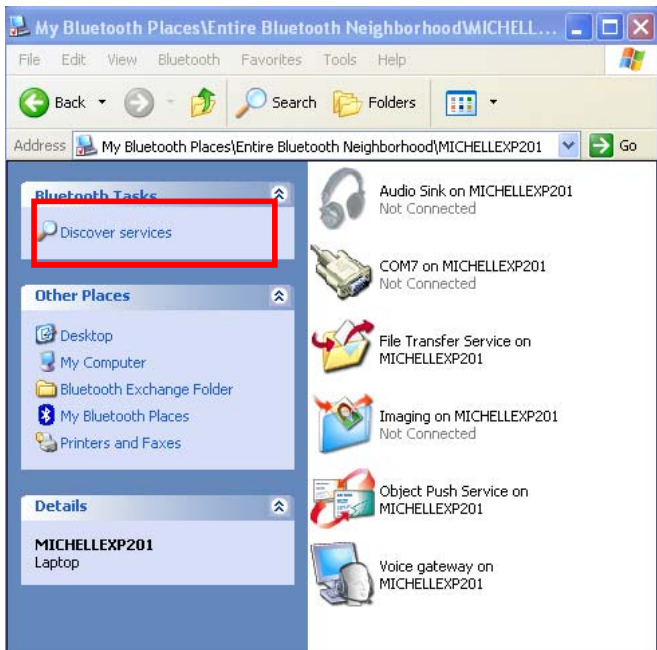 My Bluetooth Places\Entire Bluetooth Neighborhood\MICHELL...
File Edit View Bluetooth Favorites Tools Help
Back Search Folders
Address My Bluetooth Places\Entire Bluetooth Neighborhood\MICHELLEXP201 Go
Bluetooth Tasks
Discover services
Other Places
Desktop
My Computer
Bluetooth Exchange Folder
My Bluetooth Places
Printers and Faxes
Details
MICHELLEXP201
Laptop
Audio Sink on MICHELLEXP201
Not Connected
COM7 on MICHELLEXP201
Not Connected
File Transfer Service on
MICHELLEXP201
Imaging on MICHELLEXP201
Not Connected
Object Push Service on
MICHELLEXP201
Voice gateway on
MICHELLEXP201